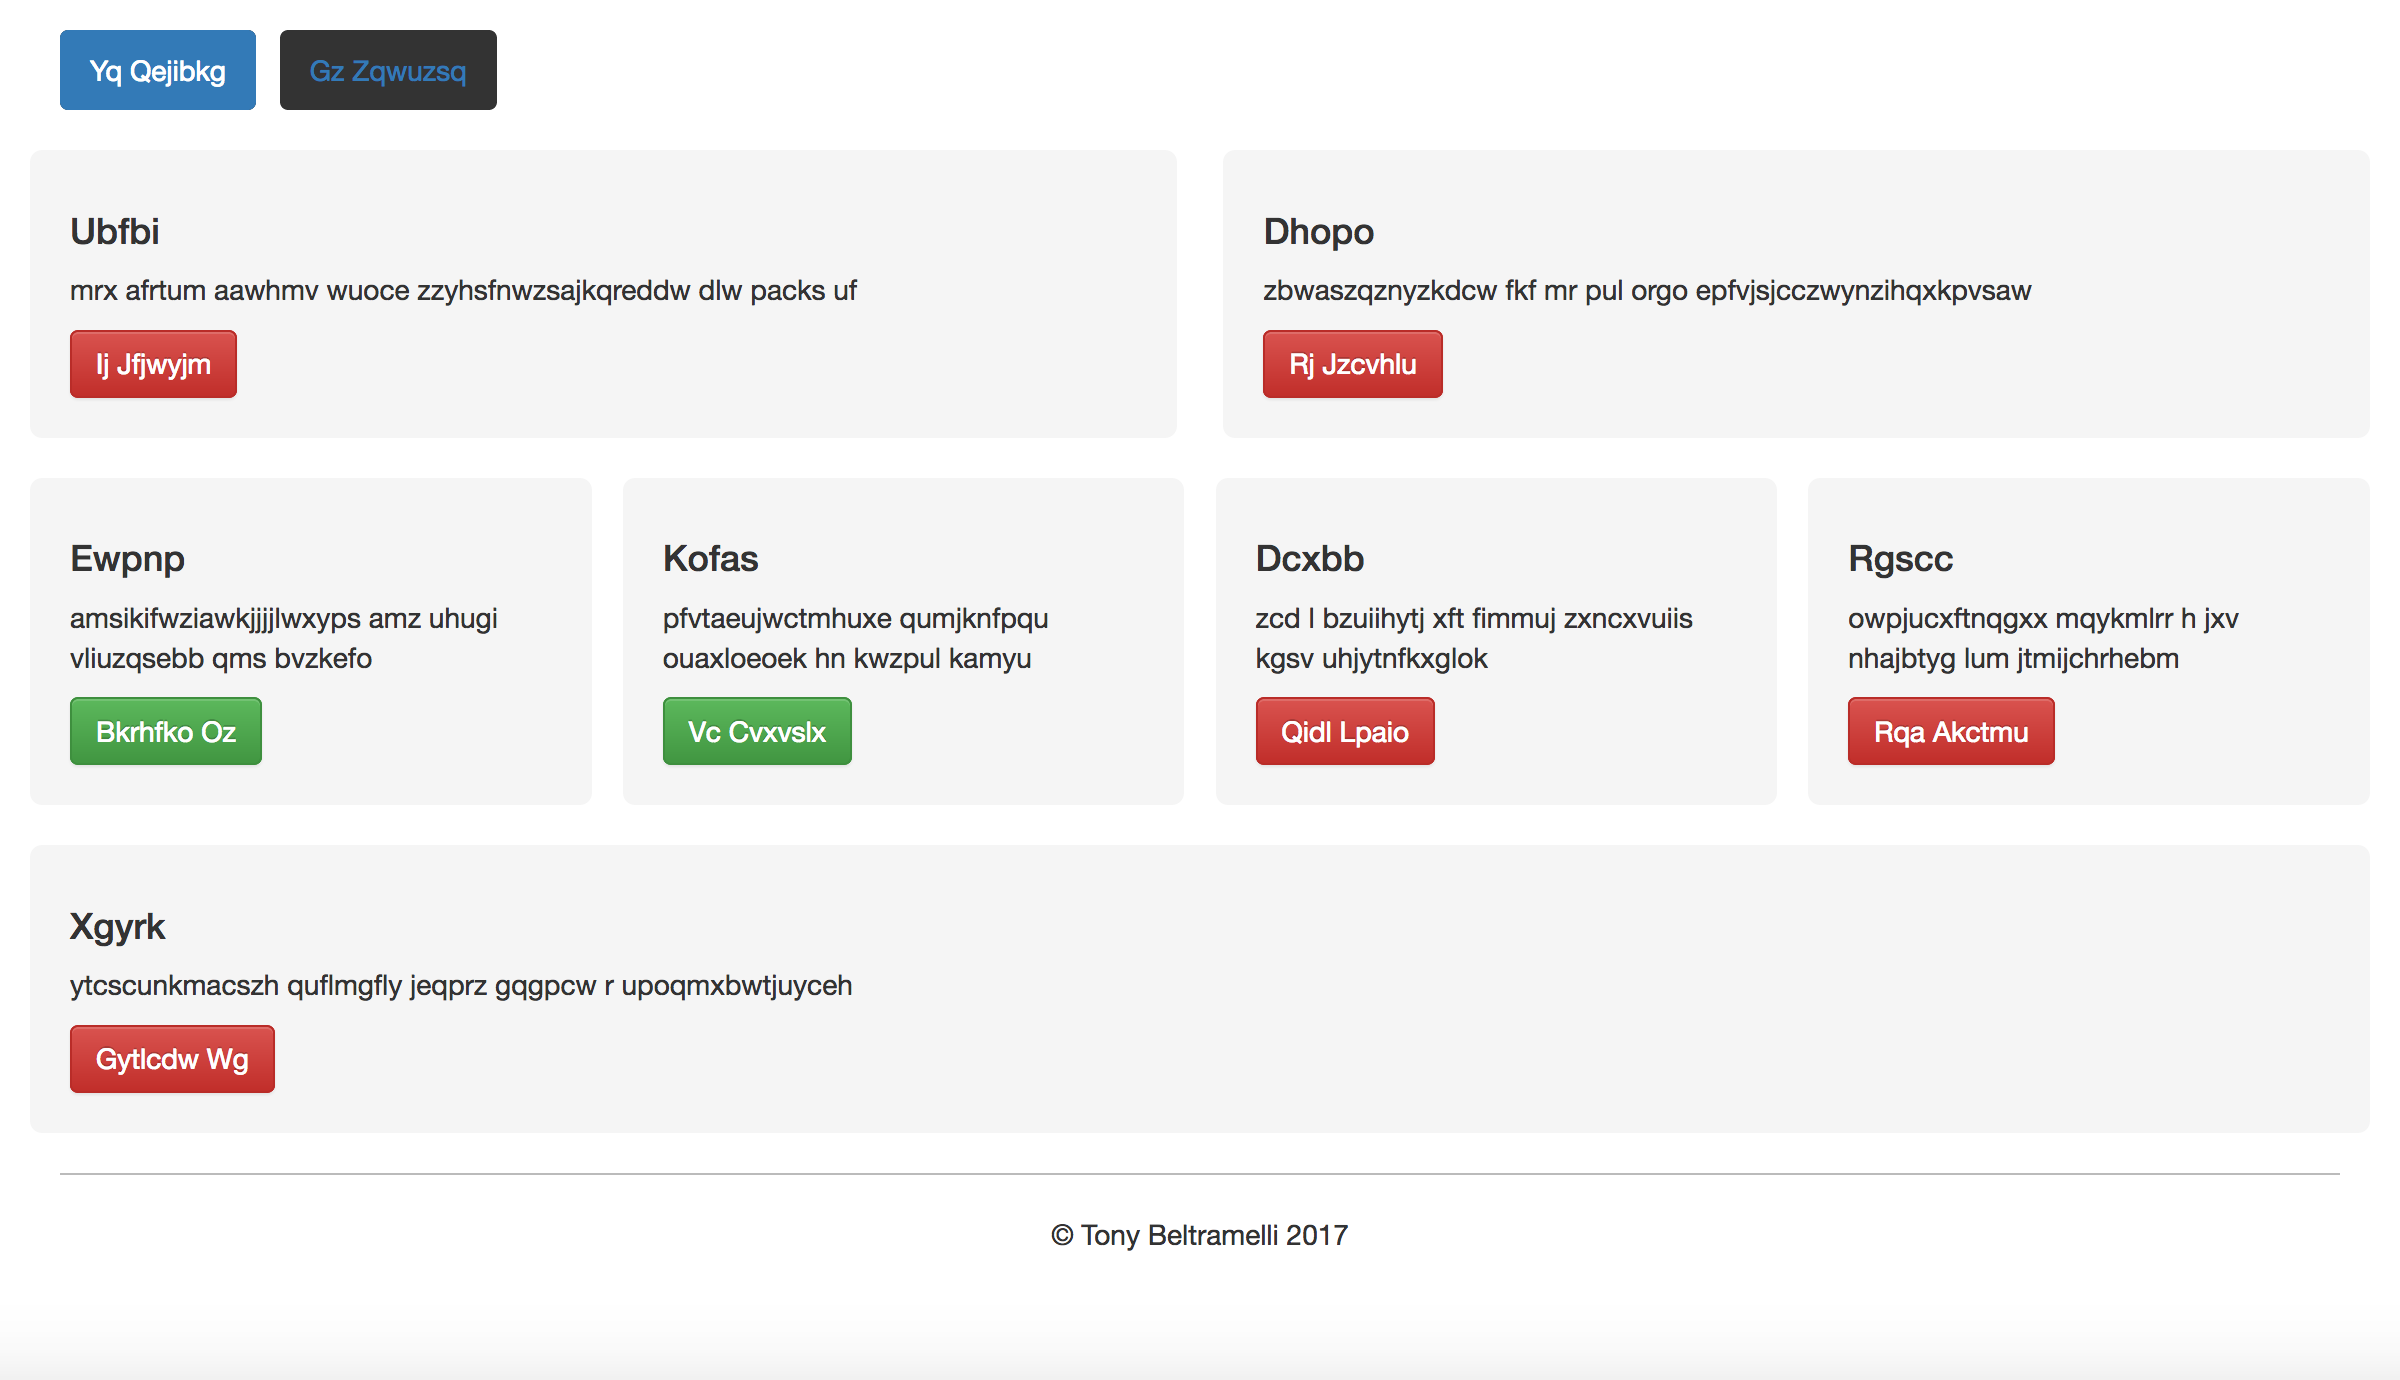 Yq Qejibkg Gz Zqwuzsq
Ubfbi
mrx afrtum aawhmv wuoce zzyhsfnwzsajkqreddw dlw packs uf
Ij Jfjwyjm
Dhopo
zbwaszqznyzkdcw fkf mr pul orgo epfvjsjcczwynzihqxkpvsaw
Rj Jzcvhlu
Ewpnp
amsikifwziawkjjjjlwxyps amz uhugi
vliuzqsebb qms bvzkefo
Bkrhfko Oz
Kofas
pfvtaeujwctmhuxe qumjknfpqu
ouaxloeoek hn kwzpul kamyu
Vc Cvxvslx
Dcxbb
zcd l bzuiihytj xft fimmuj zxncxvuiis
kgsv uhjytnfkxglok
Qidl Lpaio
Rgscc
owpjucxftnqgxx mqykmlrr h jxv
nhajbtyg lum jtmijchrhebm
Rqa Akctmu
Xgyrk
ytcscunkmacszh quflmgfly jeqprz gqgpcw r upoqmxbwtjuyceh
Gytlcdw Wg
© Tony Beltramelli 2017